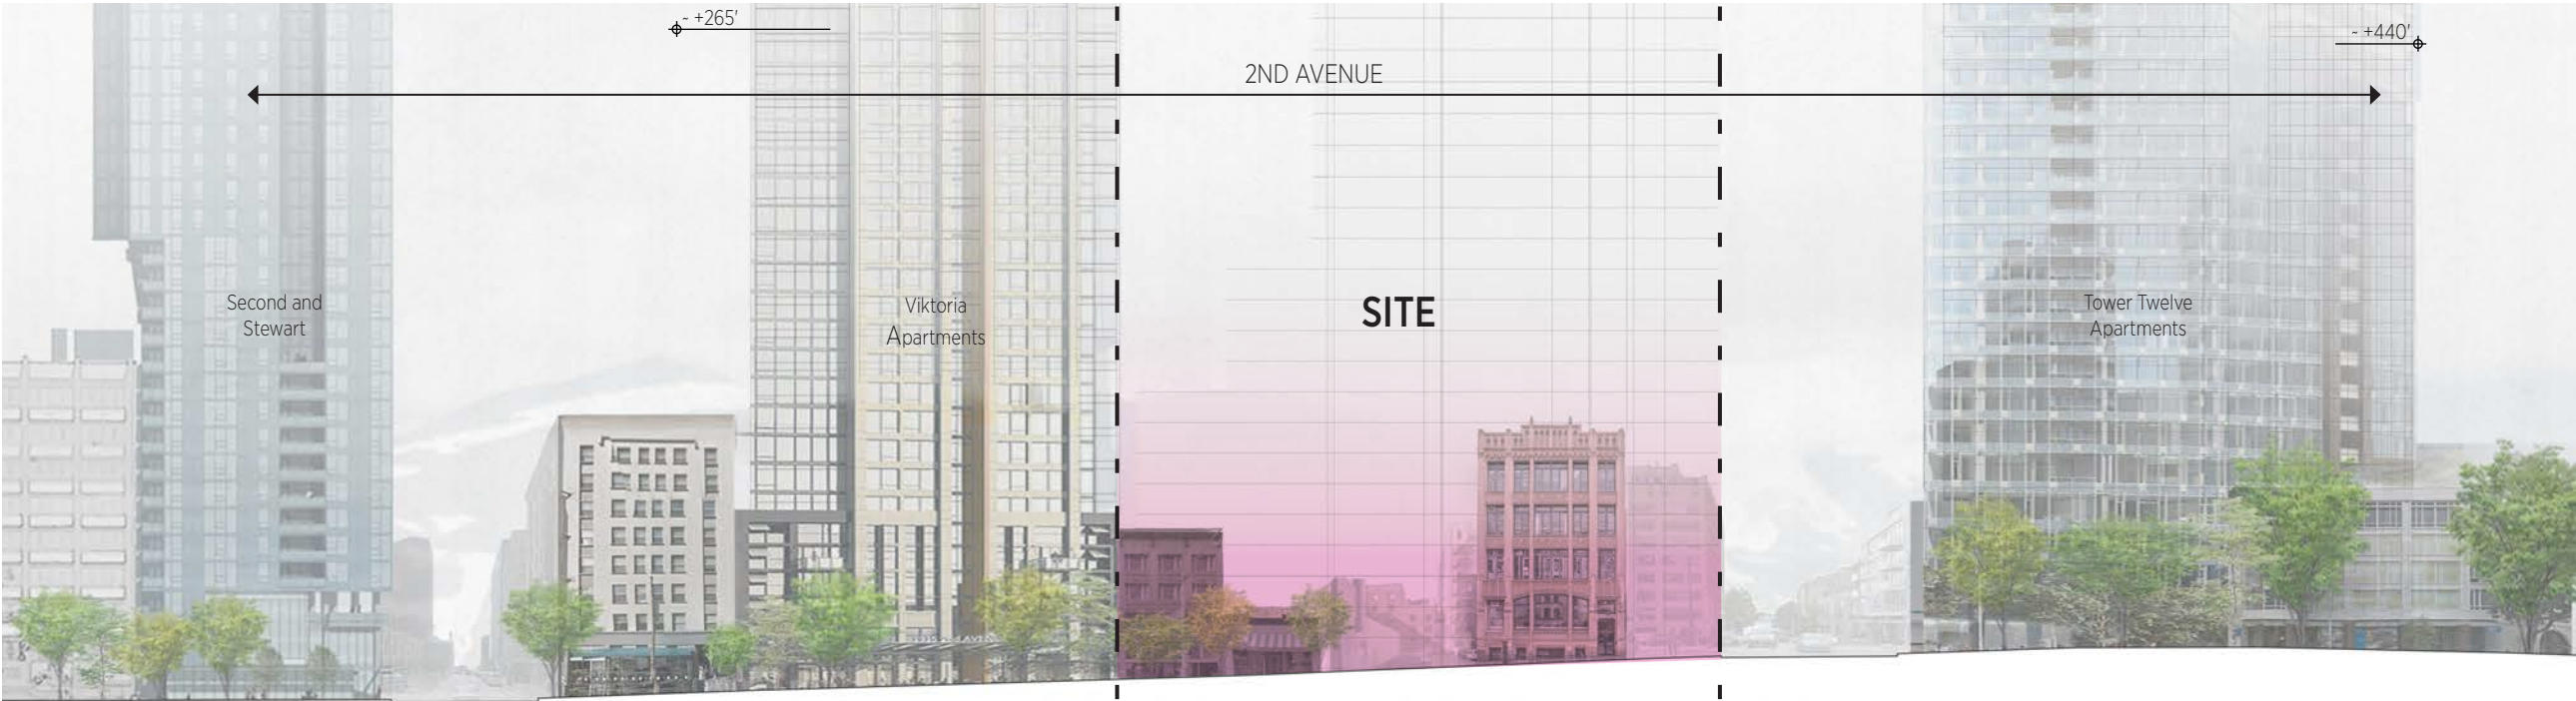 ~ +265'
~ +440'
2ND AVENUE
Second and
Stewart
Viktoria
Apartments
SITE
Tower Twelve
Apartments